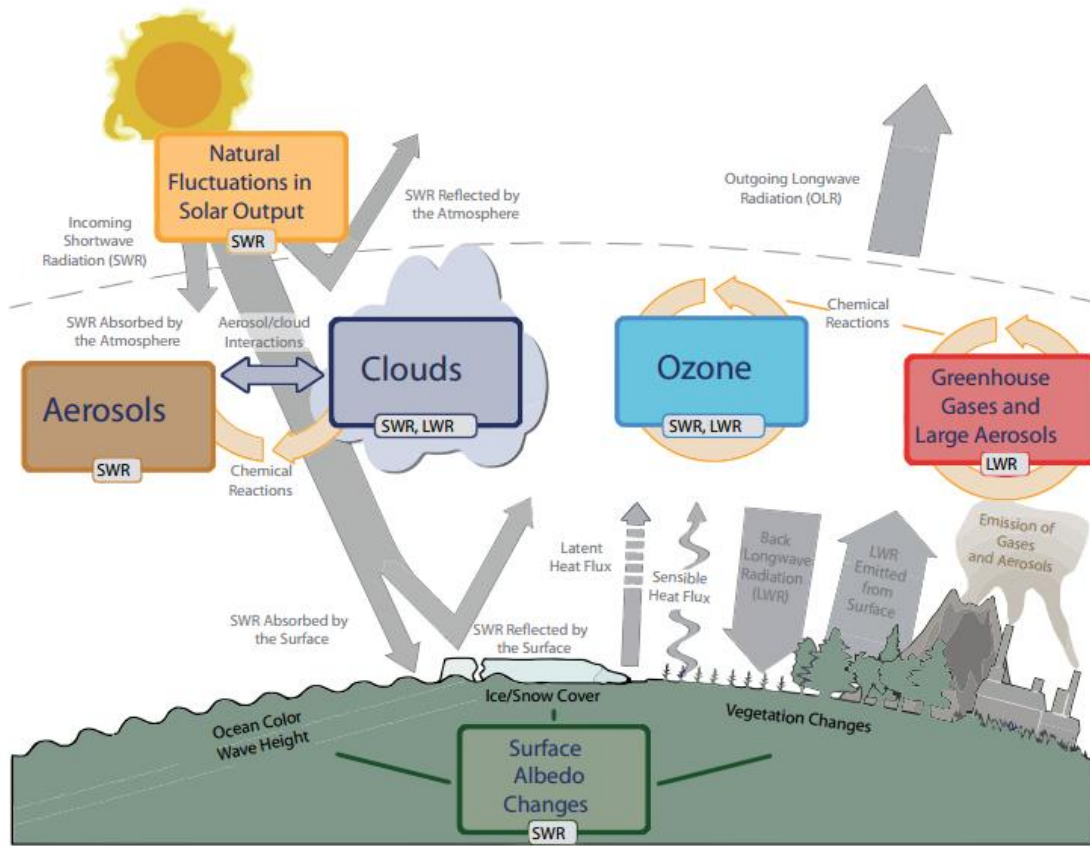 Natural
Fluctuations in
Solar Output
SWR
Incoming
Shortwave
Radiation (SWR)
SWR Reflected by
the Atmosphere
Outgoing Longwave
Radiation (OLR)
SWR Absorbed by
the Atmosphere
Aerosol/cloud
Interactions
Chemical
Reactions
Aerosols
SWR
Clouds
SWR, LWR
Ozone
SWR, LWR
Greenhouse
Gases and
Large Aerosols
LWR
Chemical
Reactions
Emission of
Gases
and Aerosols
Latent
Heat Flux
Sensible
Heat Flux
Back
Longwave
Radiation
(LWR)
LWR
Emitted
from
Surface
SWR Absorbed by
the Surface
SWR Reflected by
the Surface
Ice/Snow Cover
Ocean Color
Wave Height
Vegetation Changes
Surface
Albedo
Changes
SWR